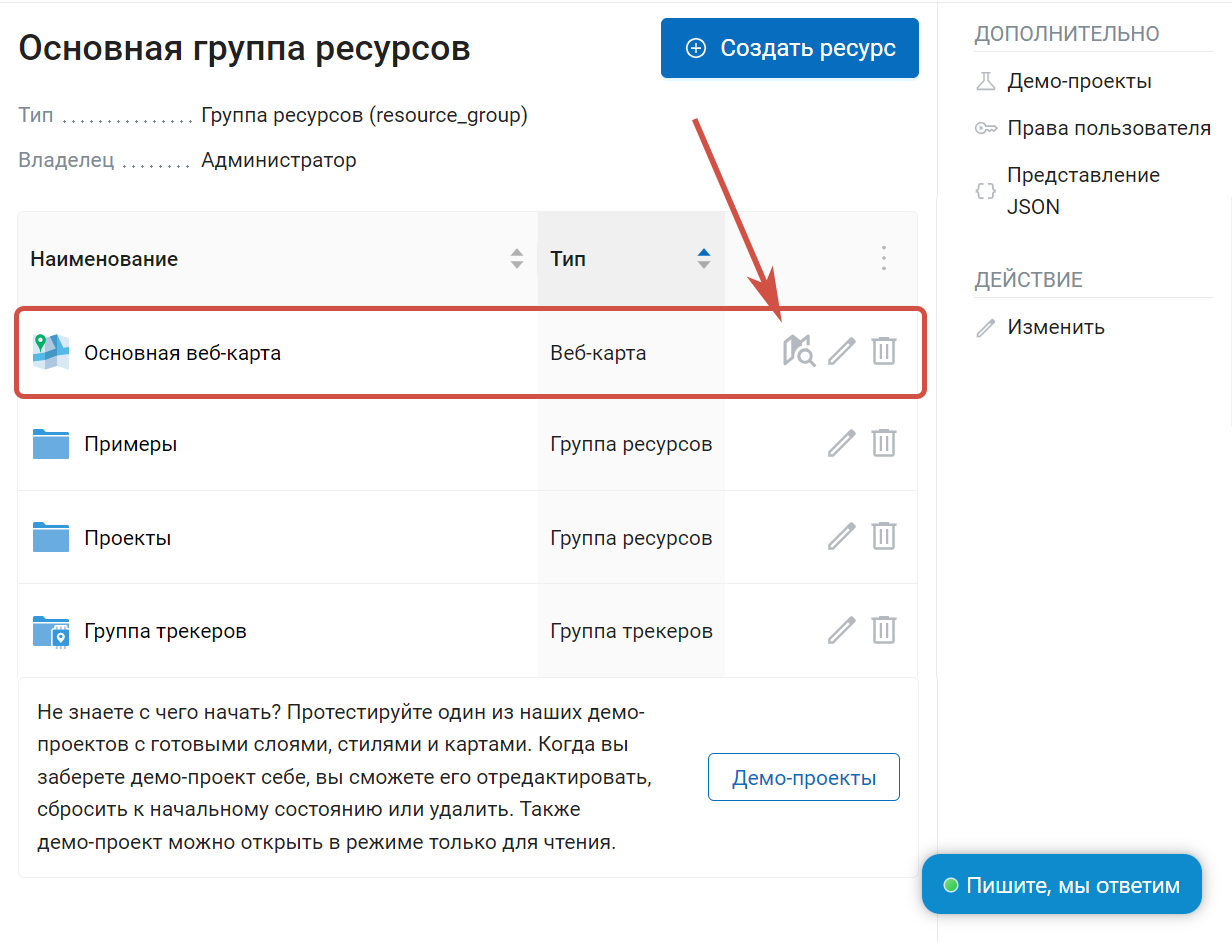 Основная группа ресурсов
Создать ресурс
Тип .............. Группа ресурсов (resource_group)
Владелец ........ Администратор
Наименование
Тип
Основная веб-карта
Веб-карта
Примеры
Группа ресурсов
Проекты
Группа ресурсов
Группа трекеров
Группа трекеров
Не знаете с чего начать? Протестируйте один из наших демо-
проектов с готовыми слоями, стилями и картами. Когда вы
заберете демо-проект себе, вы сможете его отредактировать,
сбросить к начальному состоянию или удалить. Также
демо-проект можно открыть в режиме только для чтения.
Демо-проекты
ДОПОЛНИТЕЛЬНО
Демо-проекты
Права пользователя
Представление
JSON
ДЕЙСТВИЕ
Изменить
Пишите, мы ответим